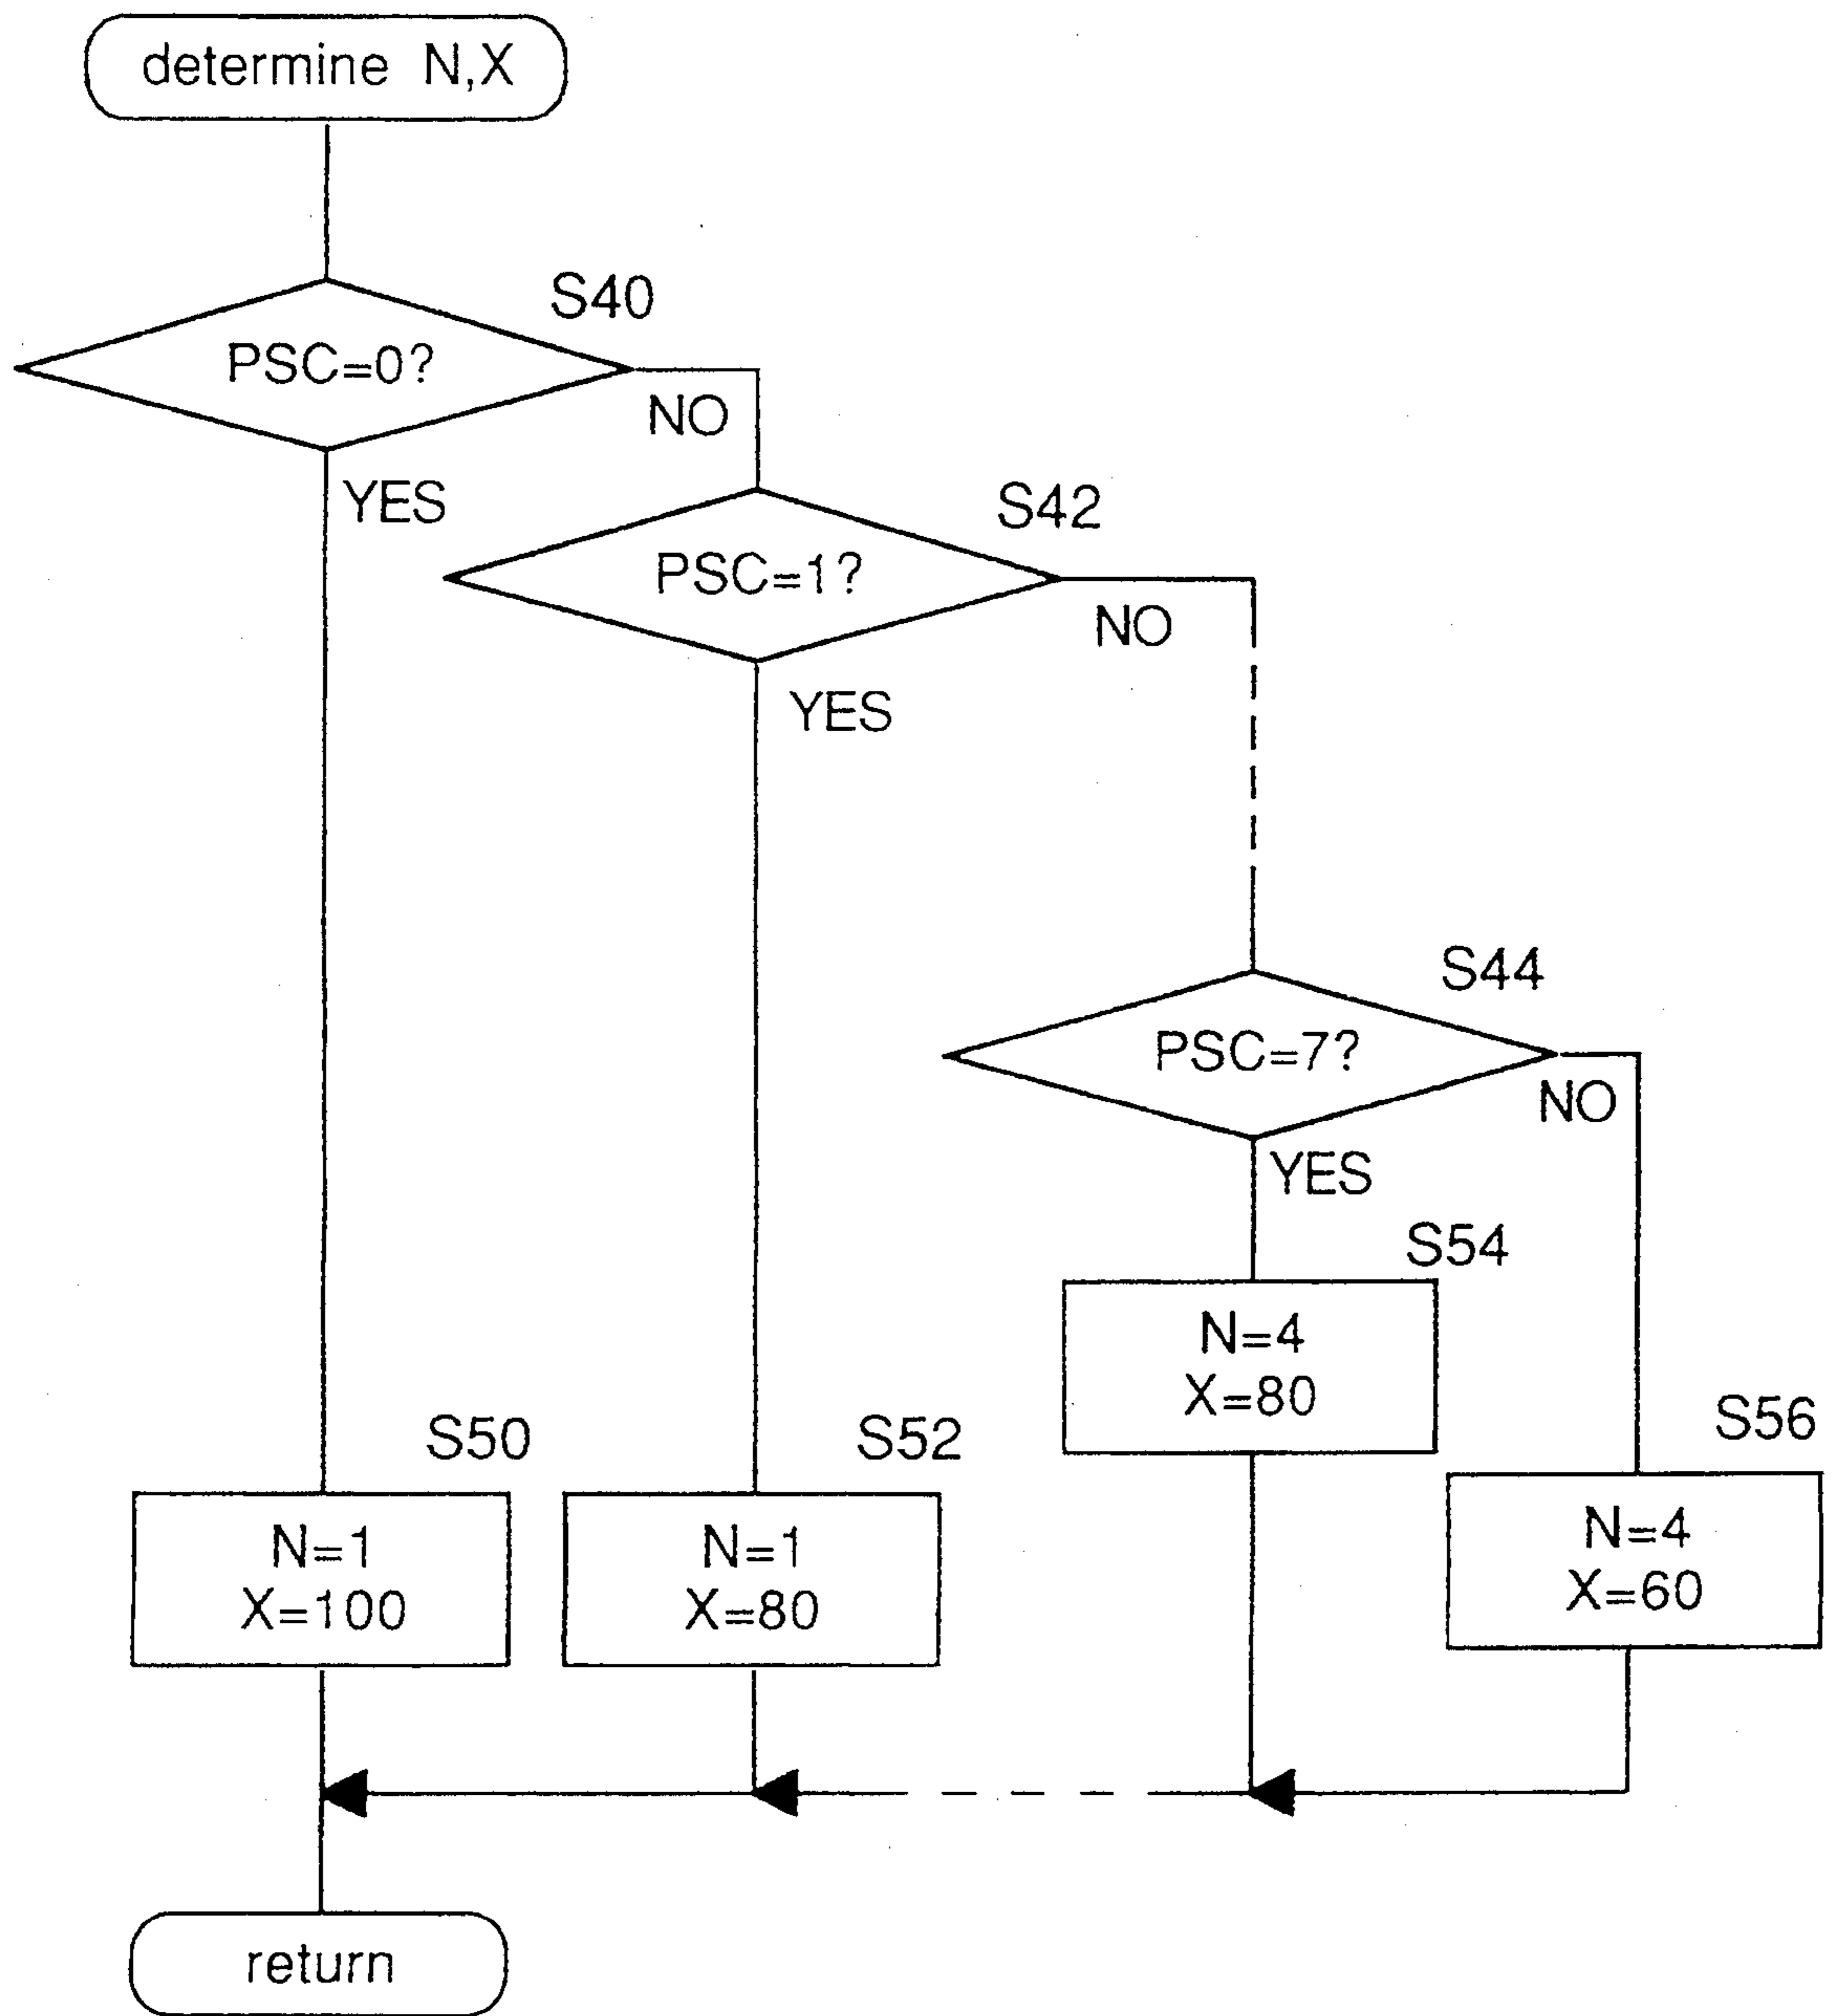 determine N,X
S40
PSC=0?
NO
YES
S42
PSC=1?
NO
YES
S44
PSC=7?
NO
YES
S54
N=4
X=80
S50
S52
S56
N=1
X=100
N=1
X=80
N=4
X=60
return